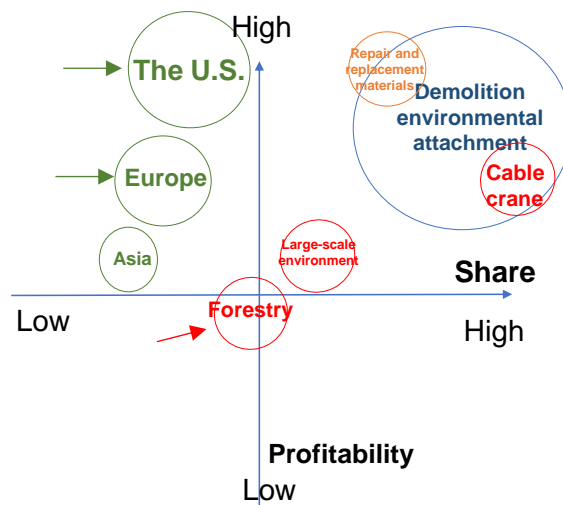 High
The U.S.
Repair and
replacement
materials
Demolition
environmental
attachment
Europe
Cable
crane
Asia
Large-scale
environment
Share
Low
Forestry
High
Profitability
Low